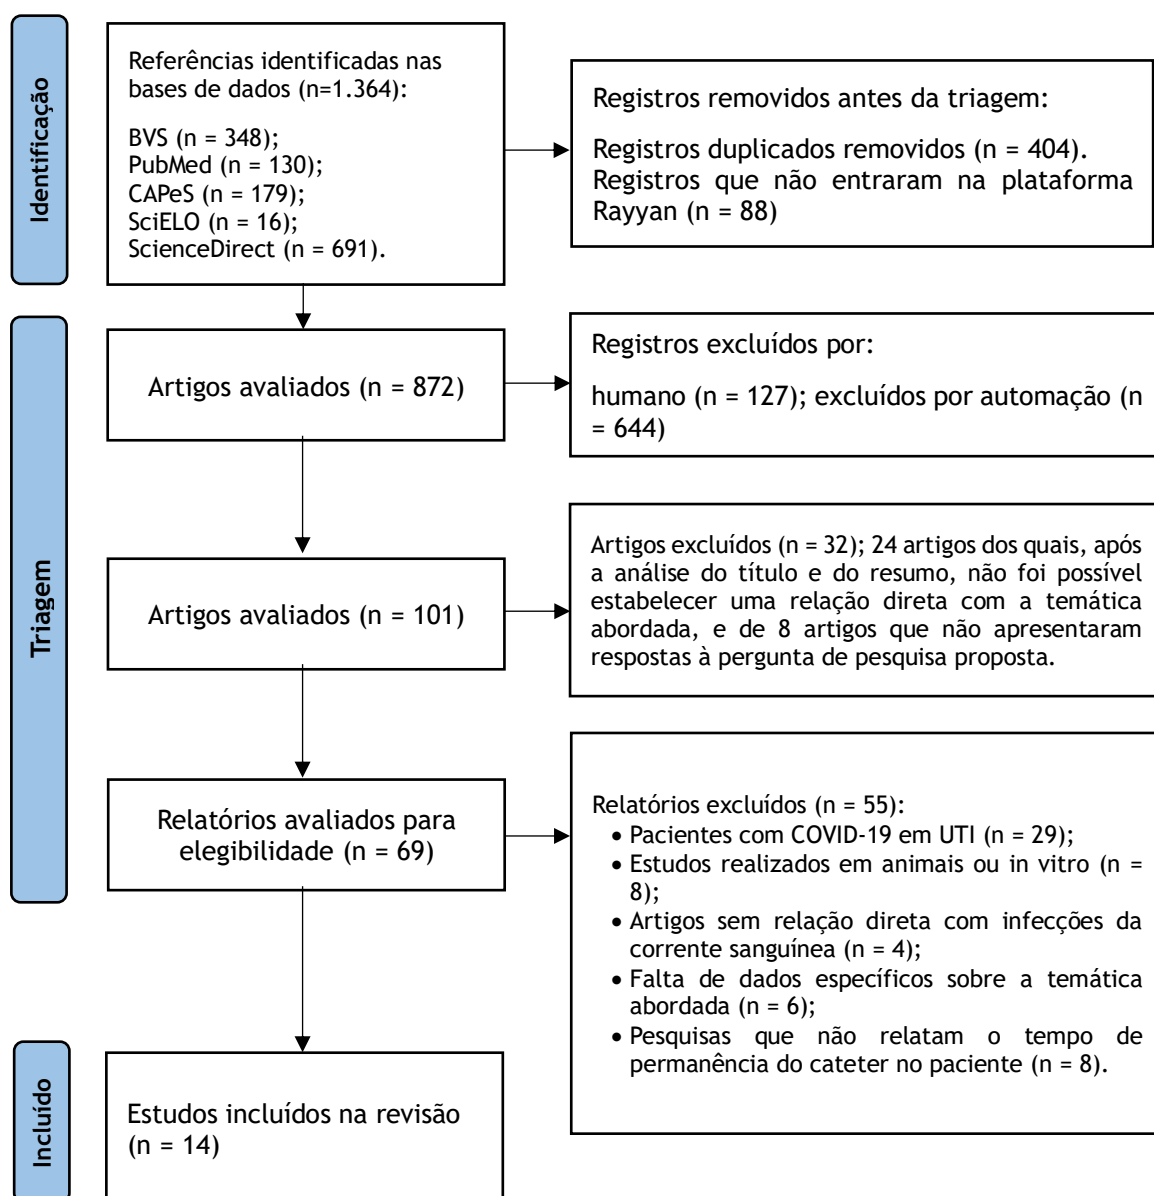 Identificação
Referências identificadas nas
bases de dados (n=1.364):
BVS (n = 348);
PubMed (n = 130);
CAPeS (n = 179);
SciELO (n = 16);
ScienceDirect (n = 691).
Registros removidos antes da triagem:
Registros duplicados removidos (n = 404).
Registros que não entraram na plataforma
Rayyan (n = 88)
Triagem
Artigos avaliados (n = 872)
Registros excluídos por:
humano (n = 127); excluídos por automação (n
= 644)
Artigos avaliados (n = 101)
Artigos excluídos (n = 32); 24 artigos dos quais, após
a análise do título e do resumo, não foi possível
estabelecer uma relação direta com a temática
abordada, e de 8 artigos que não apresentaram
respostas à pergunta de pesquisa proposta.
Relatórios avaliados para
elegibilidade (n = 69)
Relatórios excluídos (n = 55):
• Pacientes com COVID-19 em UTI (n = 29);
• Estudos realizados em animais ou in vitro (n =
8);
• Artigos sem relação direta com infecções da
corrente sanguínea (n = 4);
• Falta de dados específicos sobre a temática
abordada (n = 6);
• Pesquisas que não relatam o tempo de
permanência do cateter no paciente (n = 8).
Incluído
Estudos incluídos na revisão
(n = 14)